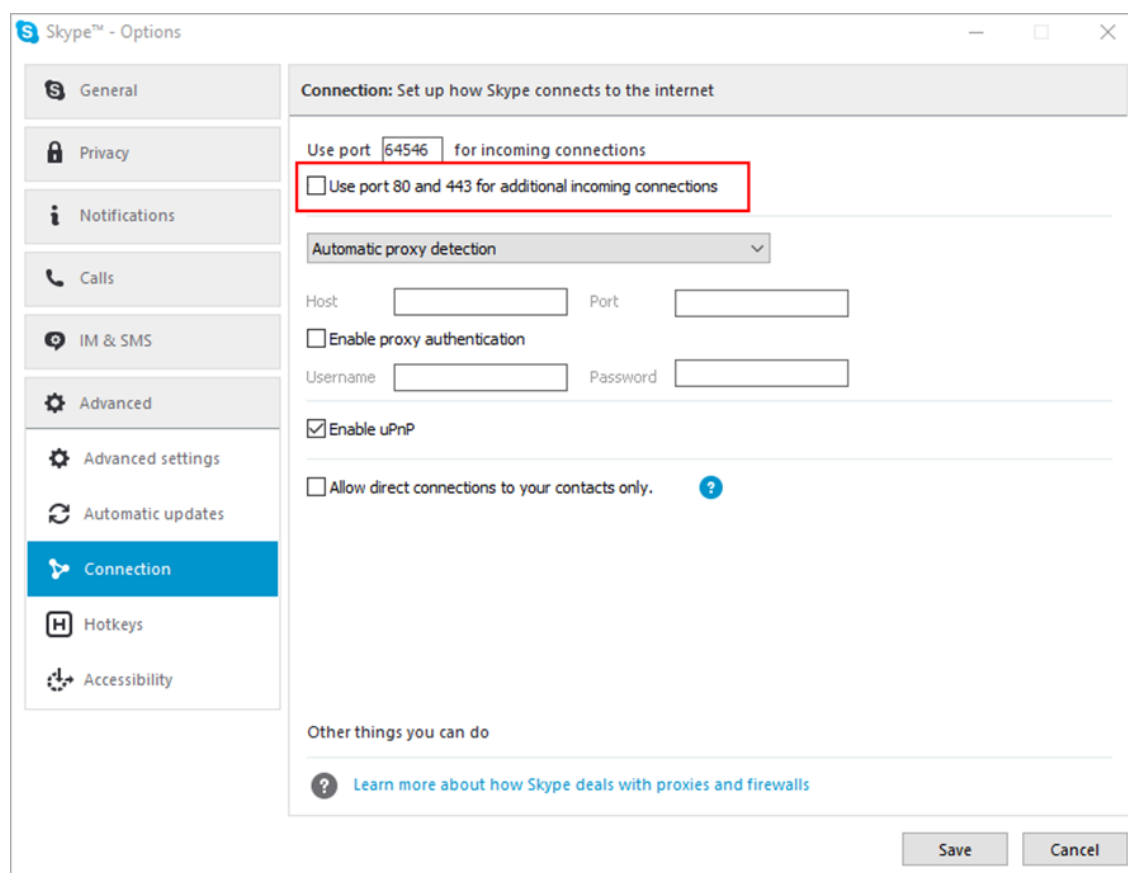 Skype™ - Options
General
Privacy
Notifications
Calls
IM & SMS
Advanced
Advanced settings
Automatic updates
Connection
H Hotkeys
Accessibility
Connection: Set up how Skype connects to the internet
Use port 64546 for incoming connections
Use port 80 and 443 for additional incoming connections
Automatic proxy detection
Host Port
Enable proxy authentication
Username Password
Enable uPnP
Allow direct connections to your contacts only. ?
Other things you can do
? Learn more about how Skype deals with proxies and firewalls
Save Cancel